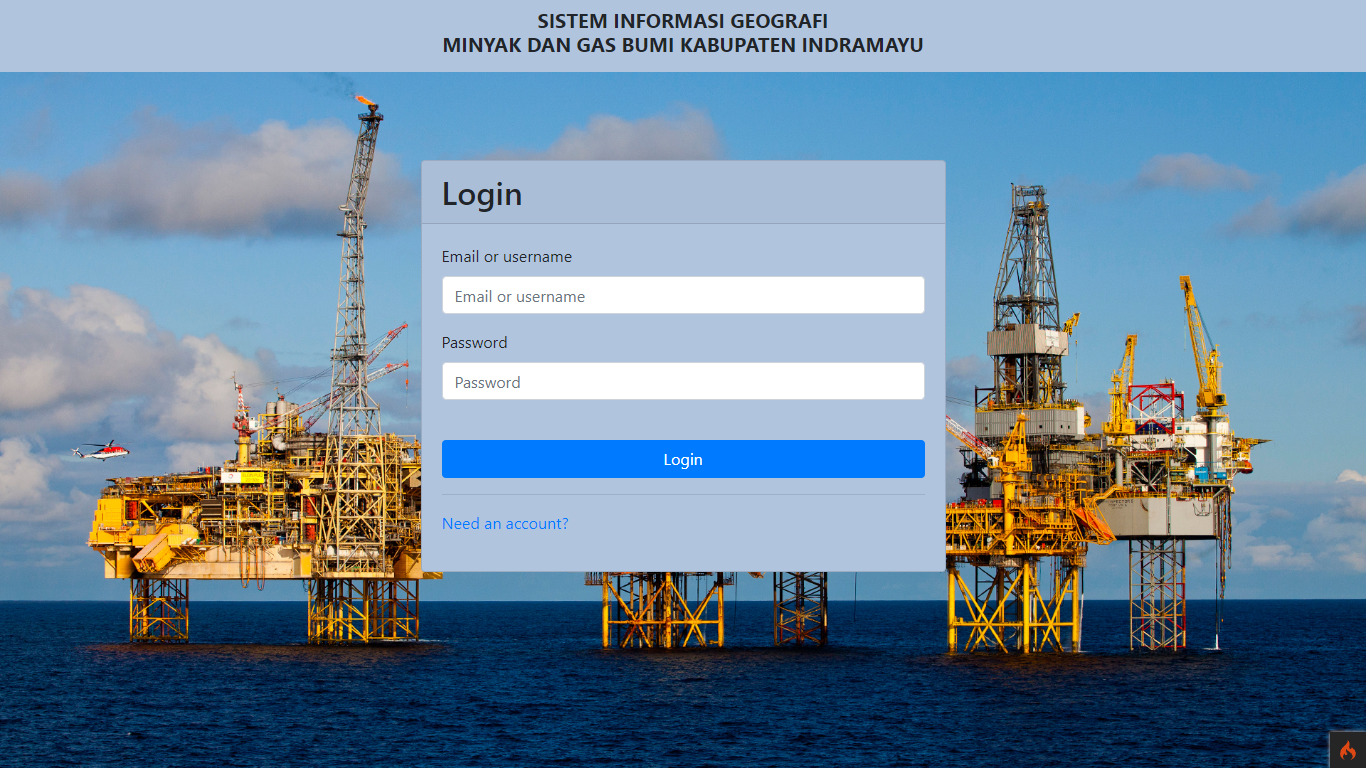 SISTEM INFORMASI GEOGRAFI
MINYAK DAN GAS BUMI KABUPATEN INDRAMAYU
Login
Email or username
Email or username
Password
Password
Login
Need an account?